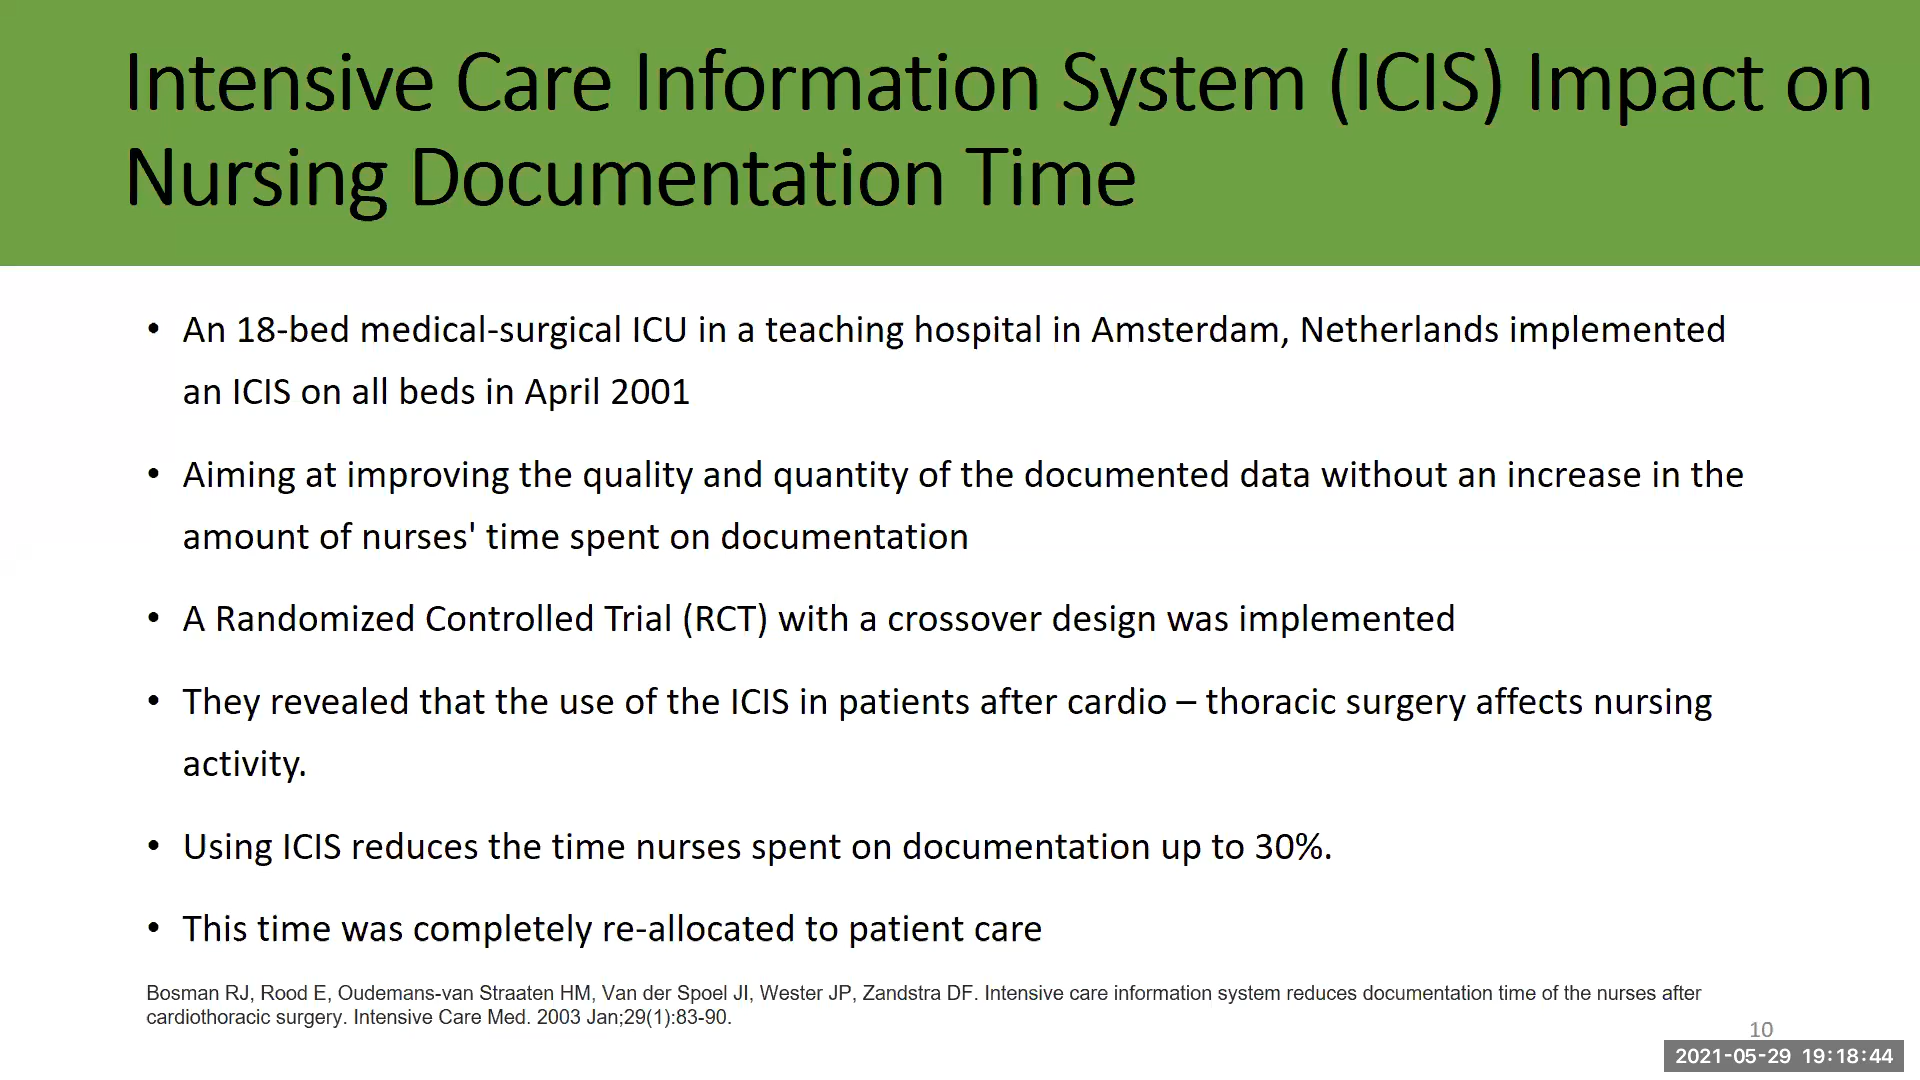 Intensive Care Information System (ICIS) Impact on
Nursing Documentation Time
• An 18-bed medical-surgical ICU in a teaching hospital in Amsterdam, Netherlands implemented
an ICIS on all beds in April 2001
• Aiming at improving the quality and quantity of the documented data without an increase in the
amount of nurses' time spent on documentation
• A Randomized Controlled Trial (RCT) with a crossover design was implemented
• They revealed that the use of the ICIS in patients after cardio – thoracic surgery affects nursing
activity.
• Using ICIS reduces the time nurses spent on documentation up to 30%.
• This time was completely re-allocated to patient care
Bosman RJ, Rood E, Oudemans-van Straaten HM, Van der Spoel JI, Wester JP, Zandstra DF. Intensive care information system reduces documentation time of the nurses after
cardiothoracic surgery. Intensive Care Med. 2003 Jan;29(1):83-90.
10
2021-05-29 19:18:44